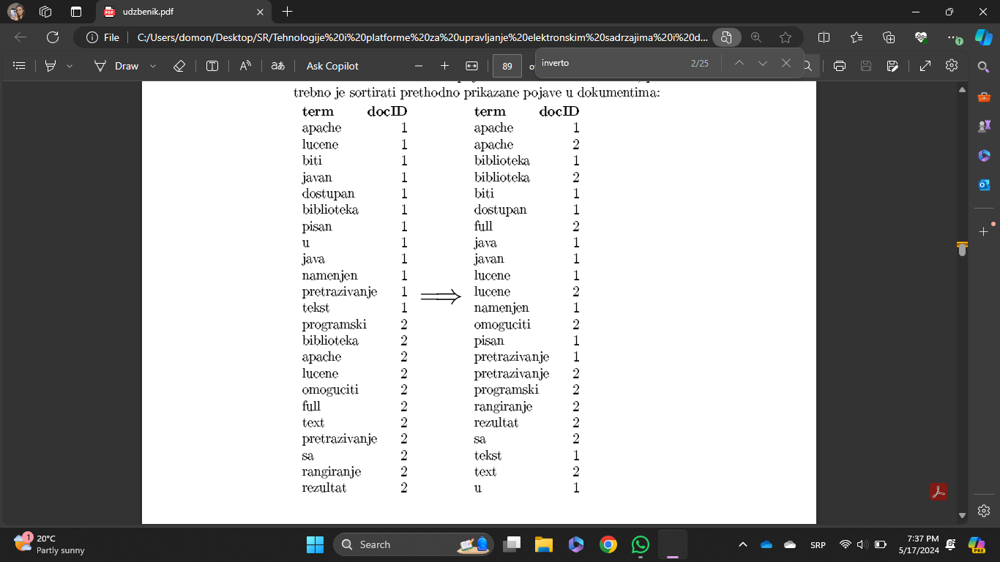 udzbenik.pdf
File C:/Users/domon/Desktop/SR/Tehnologije%20i%20platforme%20za%20upravljanje%20elektronskim%20sadrzajima%20i%20d...
Draw Ask Copilot 89 inverto 2/25
trebno je sortirati prethodno prikazane pojave u dokumentima:
term docID term docID
apache 1 apache 1
lucene 1 apache 2
biti 1 biblioteka 1
javan 1 biblioteka 2
dostupan 1 biti 1
biblioteka 1 dostupan 1
pisan 1 full 2
u 1 java 1
java 1 javan 1
namenjen 1 lucene 1
pretrazivanje 1 ⟹ lucene 2
tekst 1 namenjen 1
programski 2 omoguciti 2
biblioteka 2 pisan 1
apache 2 pretrazivanje 1
lucene 2 pretrazivanje 2
omoguciti 2 programski 2
full 2 rangiranje 2
text 2 rezultat 2
pretrazivanje 2 sa 2
sa 2 tekst 1
rangiranje 2 text 2
rezultat 2 u 1
1 20°C
Partly sunny
Search
SRP
7:37 PM
5/17/2024
PRE